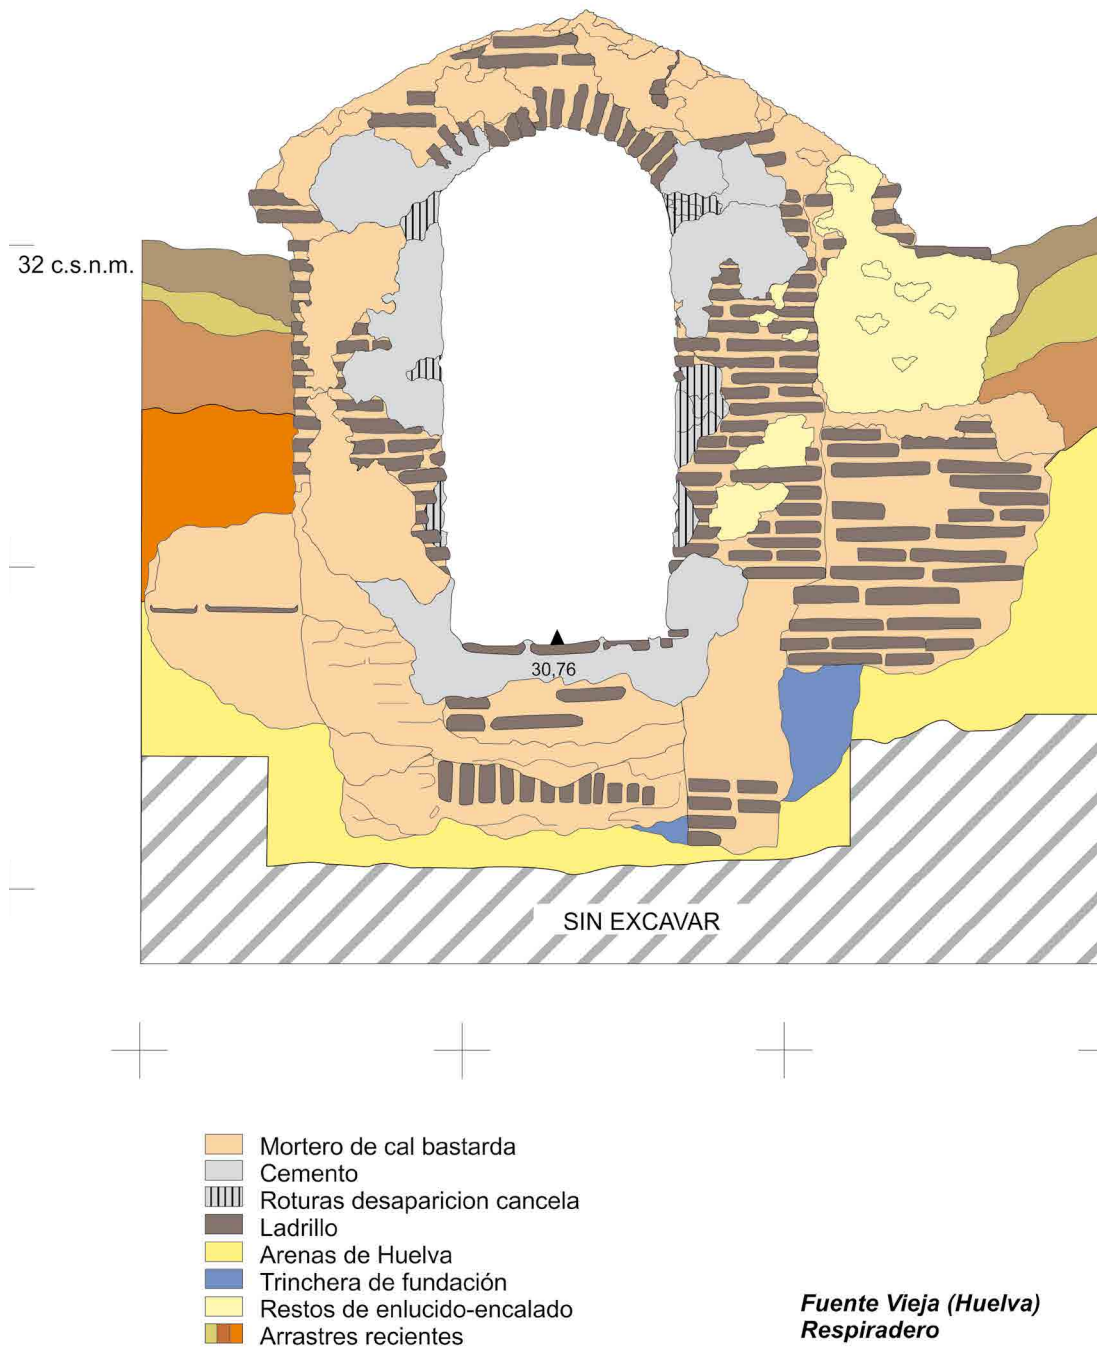 32 c.s.n.m.
30,76
SIN EXCAVAR
Mortero de cal bastarda
Cemento
Roturas desaparicion cancela
Ladrillo
Arenas de Huelva
Trinchera de fundación
Restos de enlucido-encalado
Arrastres recientes
Fuente Vieja (Huelva)
Respiradero